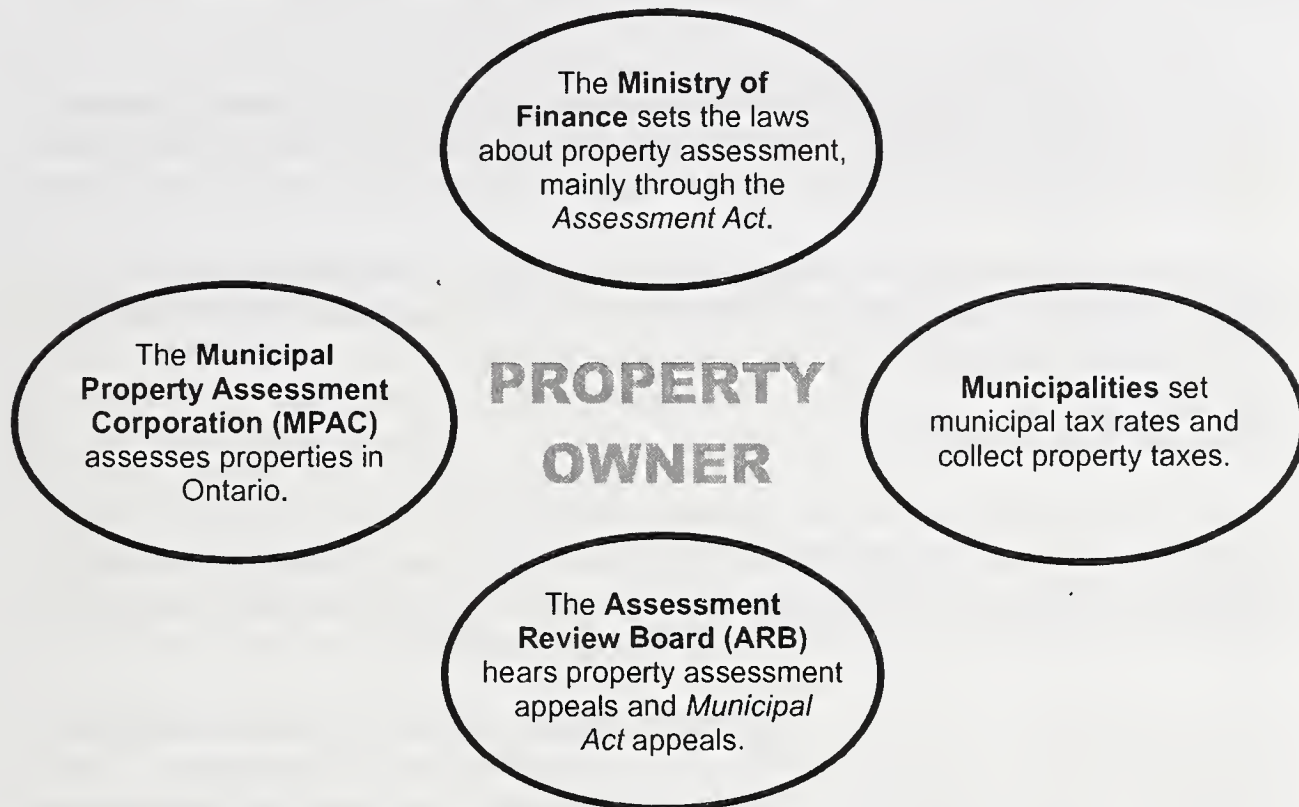 The Ministry of
Finance sets the laws
about property assessment,
mainly through the
Assessment Act.
The Municipal
Property Assessment
Corporation (MPAC)
assesses properties in
Ontario.
PROPERTY
OWNER
Municipalities set
municipal tax rates and
collect property taxes.
The Assessment
Review Board (ARB)
hears property assessment
appeals and Municipal
Act appeals.